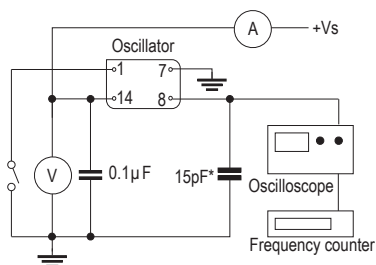 A
+Vs
Oscillator
1 7
14 8
V
0.1µF
15pF*
Oscilloscope
Frequency counter